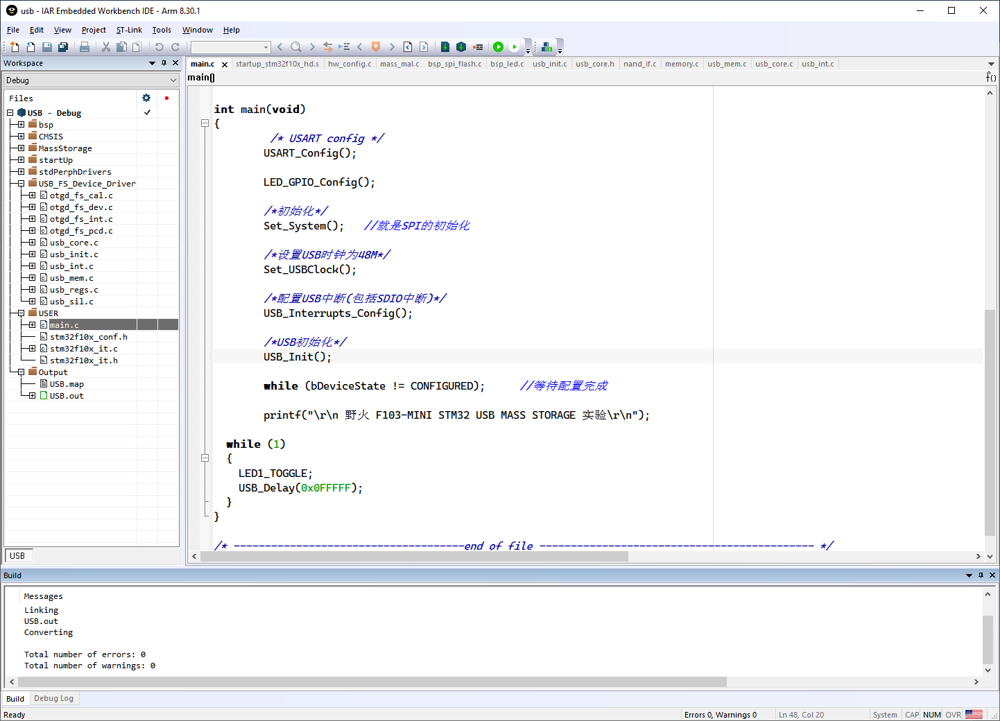 usb - IAR Embedded Workbench IDE - Arm 8.30.1
File Edit View Project ST-Link Tools Window Help
Workspace
Debug
Files
USB - Debug
bsp
CMSIS
MassStorage
startUp
stdPerphDrivers
USB_FS_Device_Driver
otgd_fs_cal.c
otgd_fs_dev.c
otgd_fs_int.c
otgd_fs_pcd.c
usb_core.c
usb_init.c
usb_int.c
usb_mem.c
usb_regs.c
usb_sil.c
USER
main.c
stm32f10x_conf.h
stm32f10x_it.c
stm32f10x_it.h
Output
USB.map
USB.out
USB
main.c startup_stm32f10x_hd.s hw_config.c mass_mal.c bsp_spi_flash.c bsp_led.c usb_init.c usb_core.h nand_if.c memory.c usb_mem.c usb_core.c usb_int.c
main()
f()
int main(void)
{
/* USART config */
USART_Config();
LED_GPIO_Config();
/*初始化*/
Set_System();   //就是SPI的初始化
/*设置USB时钟为48M*/
Set_USBClock();
/*配置USB中断(包括SDIO中断)*/
USB_Interrupts_Config();
/*USB初始化*/
USB_Init();
while (bDeviceState != CONFIGURED);      //等待配置完成
printf("\r\n 野火 F103-MINI STM32 USB MASS STORAGE 实验\r\n");
while (1)
{
LED1_TOGGLE;
USB_Delay(0x0FFFFF);
}
}
/* -------------------------------------end of file -------------------------------------------- */
Build
Messages
Linking
USB.out
Converting
Total number of errors: 0
Total number of warnings: 0
Build Debug Log
Ready
Errors 0, Warnings 0 Ln 48, Col 20 System CAP NUM OVR